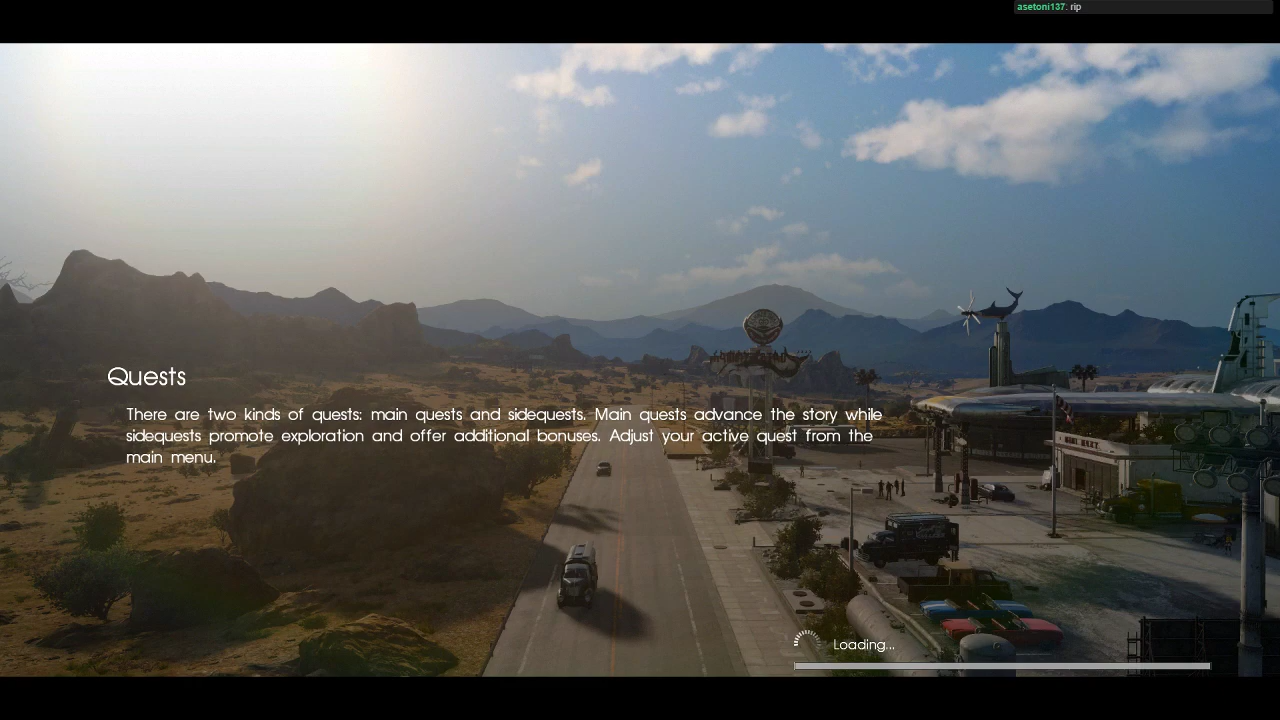 asetoni137: rip
Quests
There are two kinds of quests: main quests and sidequests. Main quests advance the story while
sidequests promote exploration and offer additional bonuses. Adjust your active quest from the
main menu.
Loading...